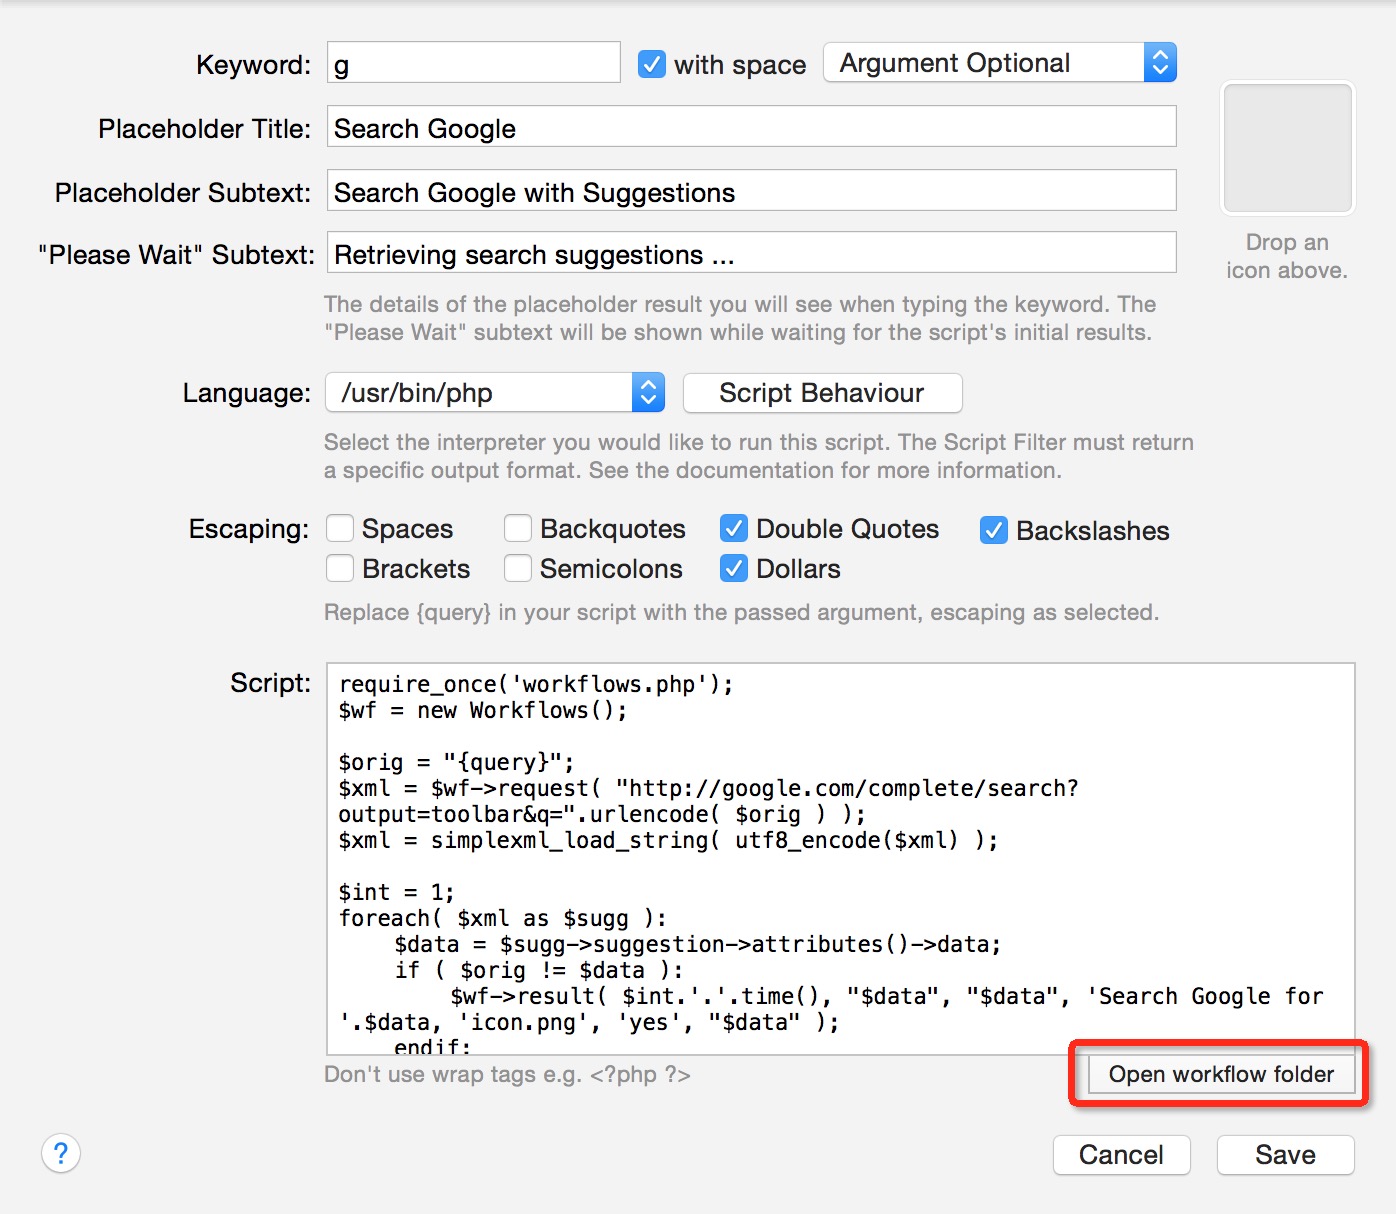 Keyword: g with space Argument Optional
Placeholder Title: Search Google
Placeholder Subtext: Search Google with Suggestions
"Please Wait" Subtext: Retrieving search suggestions ...
Drop an
icon above.
The details of the placeholder result you will see when typing the keyword. The
"Please Wait" subtext will be shown while waiting for the script's initial results.
Language: /usr/bin/php Script Behaviour
Select the interpreter you would like to run this script. The Script Filter must return
a specific output format. See the documentation for more information.
Escaping: Spaces Backquotes Double Quotes Backslashes
Brackets Semicolons Dollars
Replace {query} in your script with the passed argument, escaping as selected.
Script: require_once('workflows.php');
$wf = new Workflows();
$orig = "{query}";
$xml = $wf->request( "http://google.com/complete/search?
output=toolbar&q=".urlencode( $orig ) );
$xml = simplexml_load_string( utf8_encode($xml) );
$int = 1;
foreach( $xml as $sugg ):
$data = $sugg->suggestion->attributes()->data;
if ( $orig != $data ):
$wf->result( $int.'.'.time(), "$data", "$data", 'Search Google for
'.$data, 'icon.png', 'yes', "$data" );
endif;
Don't use wrap tags e.g. <?php ?>
Open workflow folder
? Cancel Save